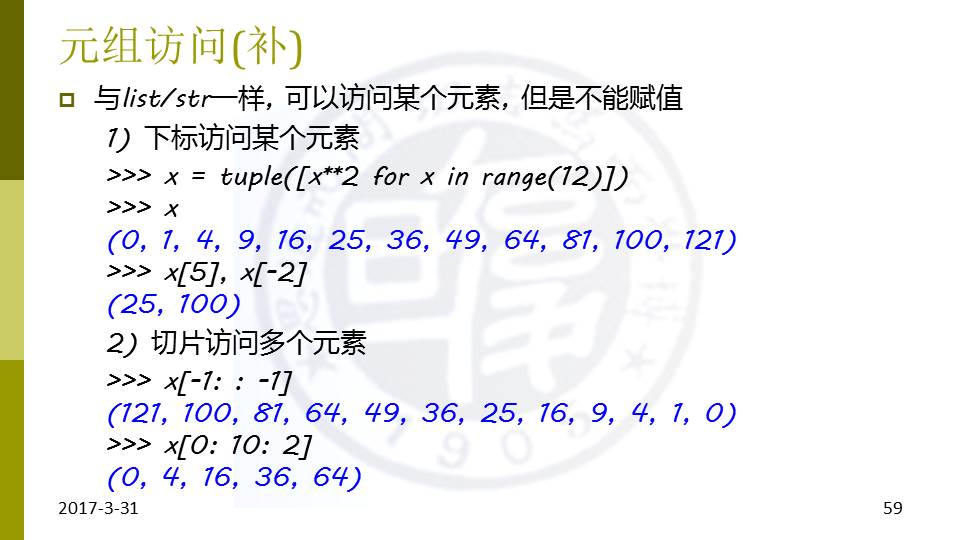 元组访问(补)
与list/str一样, 可以访问某个元素, 但是不能赋值
1) 下标访问某个元素
>>> x = tuple([x**2 for x in range(12)])
>>> x
(0, 1, 4, 9, 16, 25, 36, 49, 64, 81, 100, 121)
>>> x[5], x[-2]
(25, 100)
2) 切片访问多个元素
>>> x[-1: : -1]
(121, 100, 81, 64, 49, 36, 25, 16, 9, 4, 1, 0)
>>> x[0: 10: 2]
(0, 4, 16, 36, 64)
2017-3-31
59